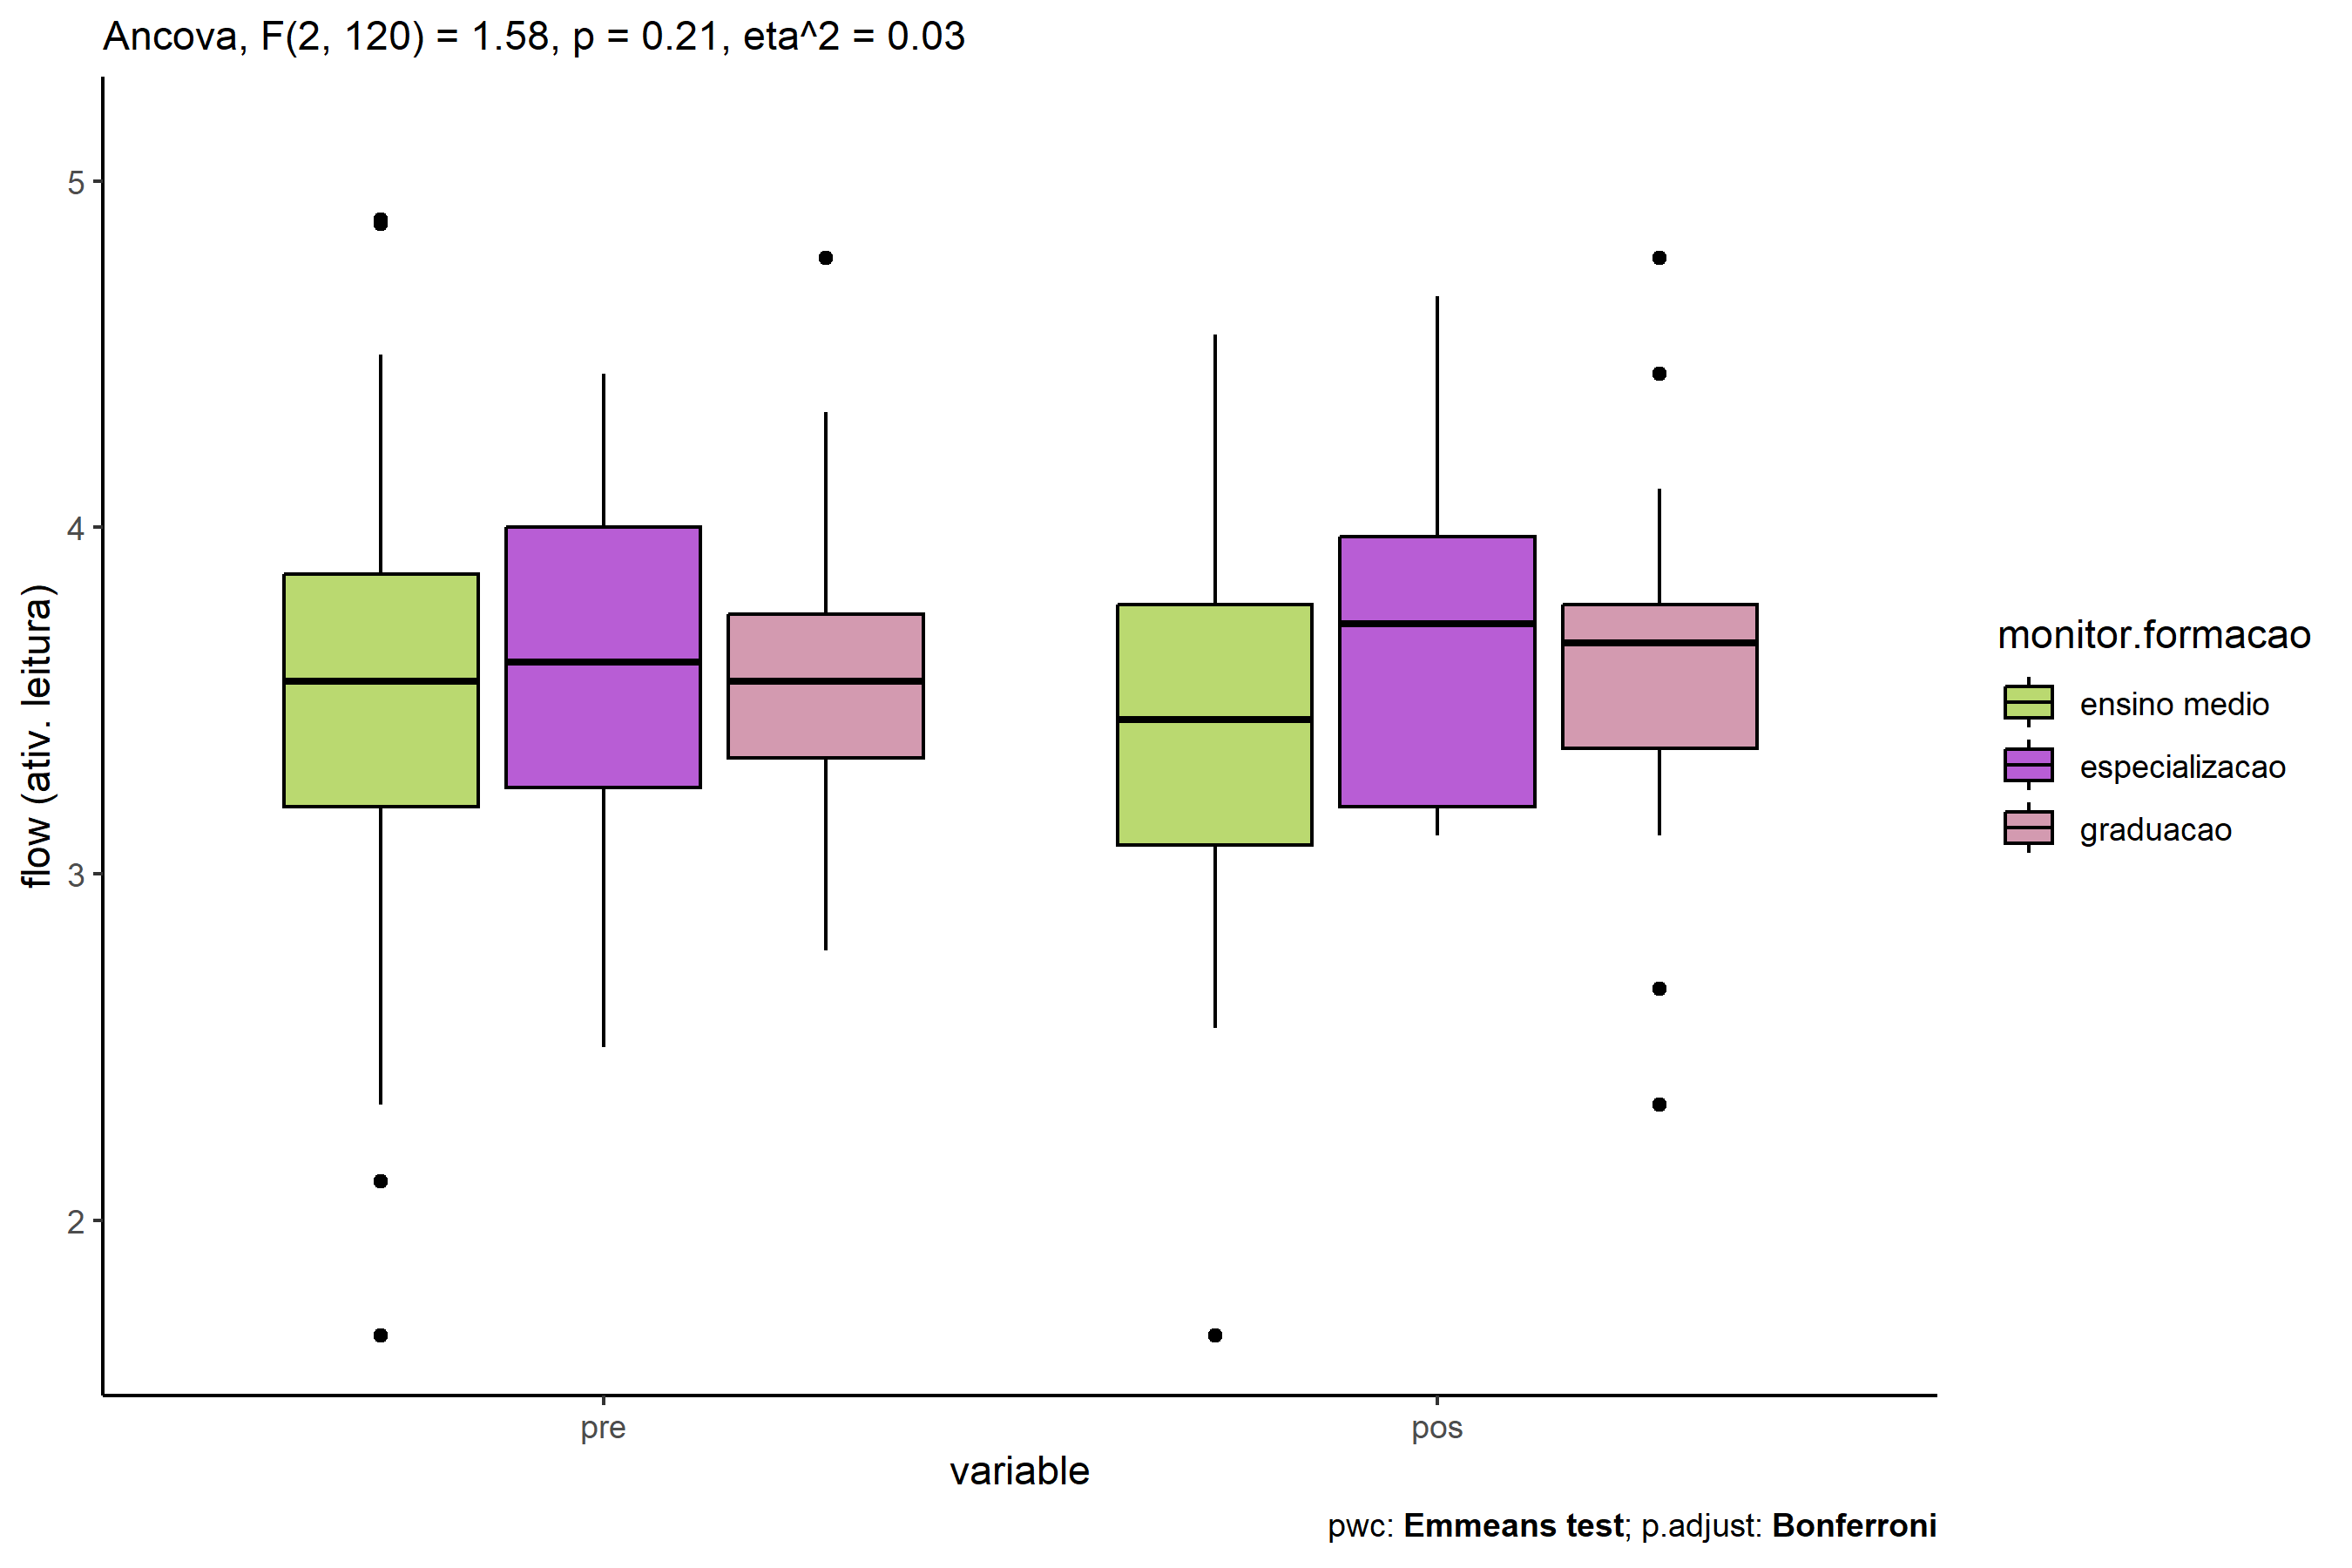 Ancova, F(2, 120) = 1.58, p = 0.21, eta^2 = 0.03
flow (ativ. leitura)
5
4
3
2
pre
pos
variable
monitor.formacao
ensino medio
especializacao
graduacao
pwc: Emmeans test; p.adjust: Bonferroni